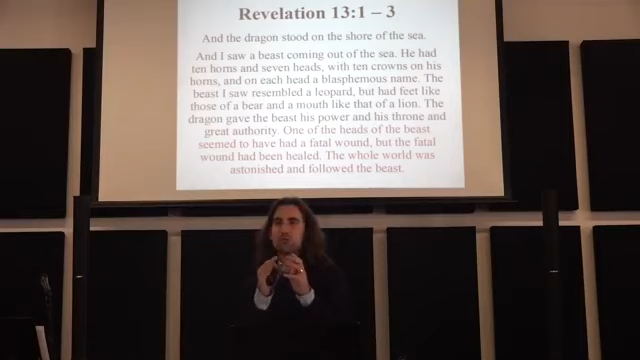 Revelation 13:1 – 3
And the dragon stood on the shore of the sea.
And I saw a beast coming out of the sea. He had
ten horns and seven heads, with ten crowns on his
horns, and on each head a blasphemous name. The
beast I saw resembled a leopard, but had feet like
those of a bear and a mouth like that of a lion. The
dragon gave the beast his power and his throne and
great authority. One of the heads of the beast
seemed to have had a fatal wound, but the fatal
wound had been healed. The whole world was
astonished and followed the beast.